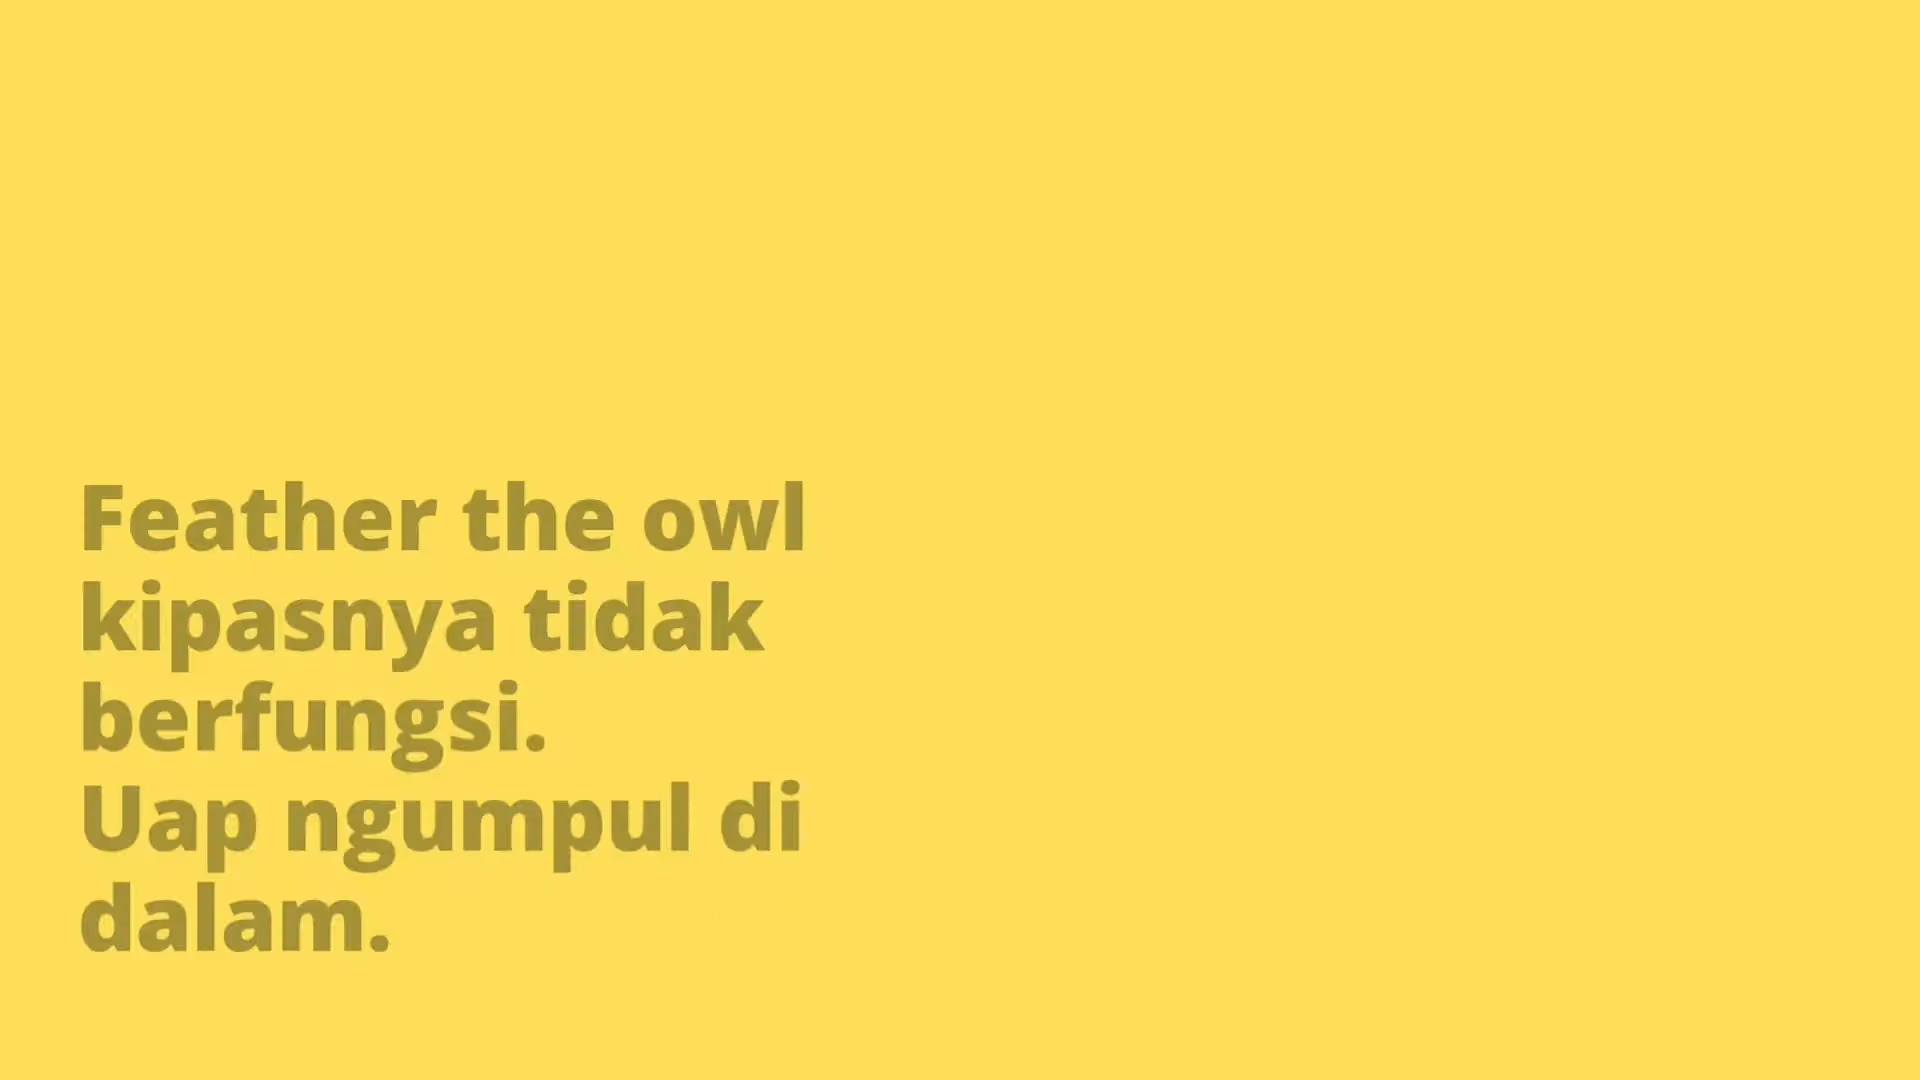 Feather the owl
kipasnya tidak
berfungsi.
Uap ngumpul di
dalam.